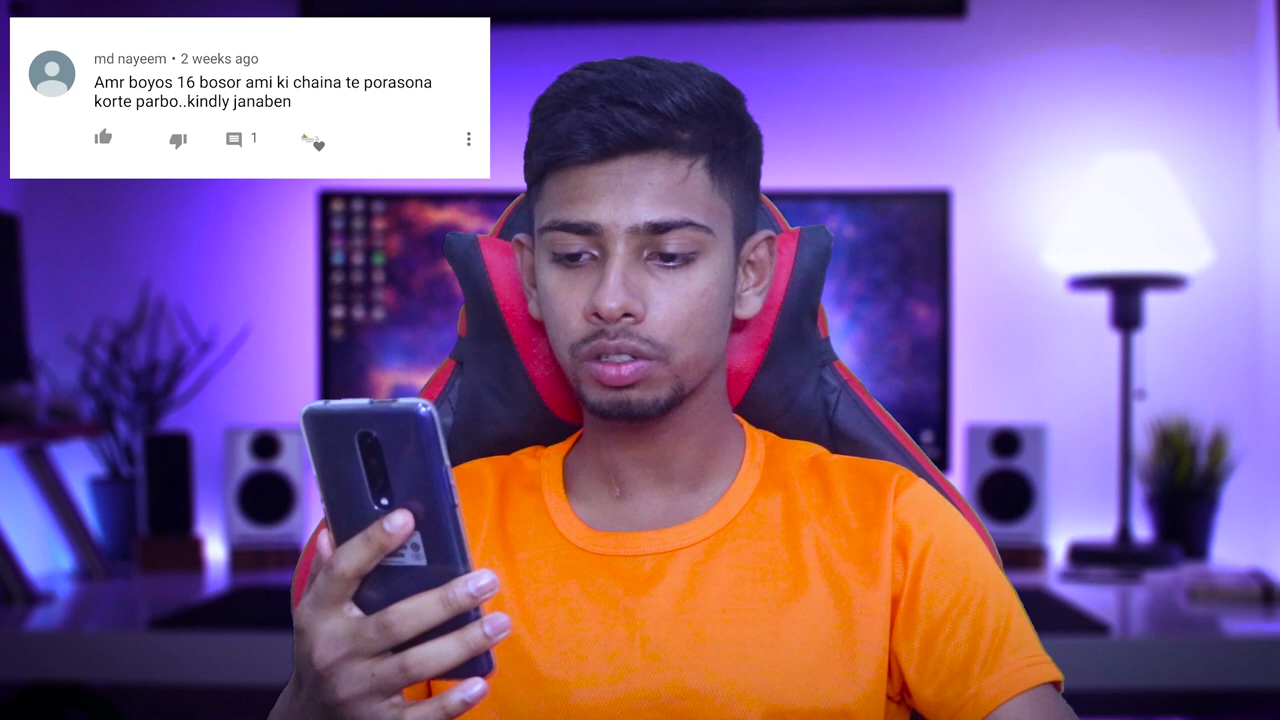 md nayeem • 2 weeks ago
Amr boyos 16 bosor ami ki chaina te porasona
korte parbo..kindly janaben
1